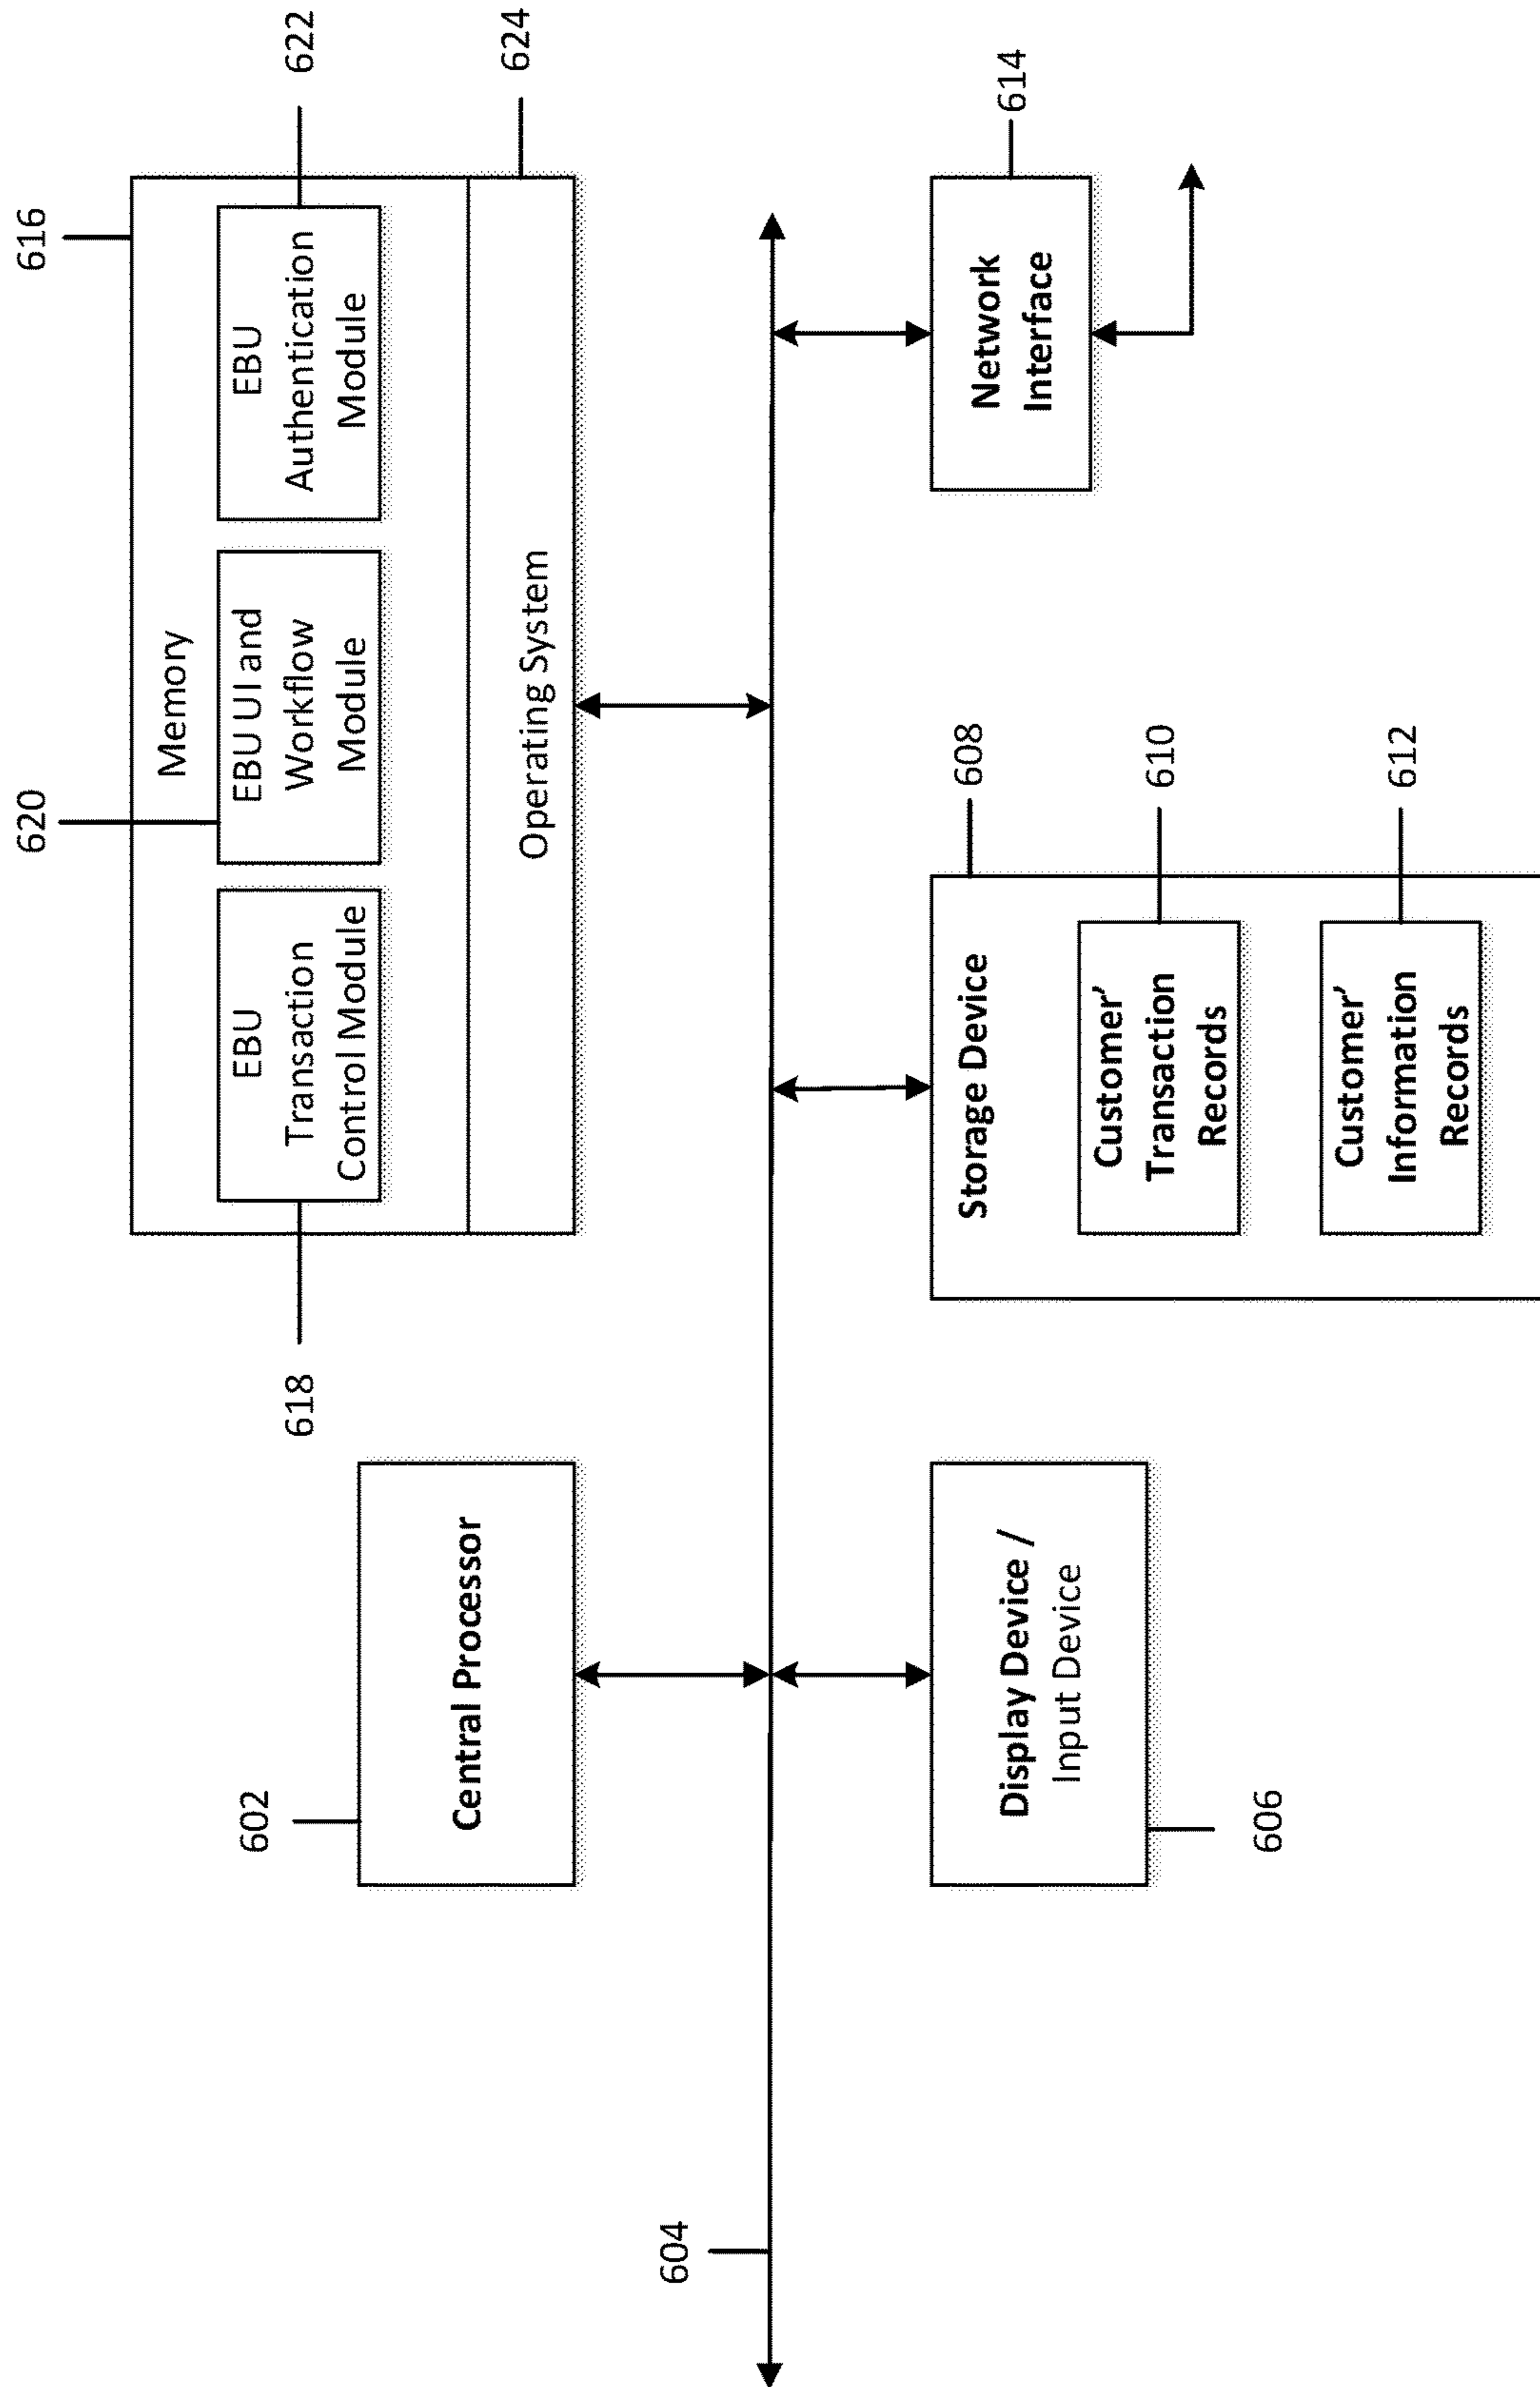 616
620
Memory
622
EBU
Transaction
Control Module
EBU UI and
Workflow
Module
EBU
Authentication
Module
618
Operating System
624
602
Central Processor
604
Display Device /
Input Device
606
608
Storage Device
Customer’
Transaction
Records
610
Customer’
Information
Records
612
Network
Interface
614